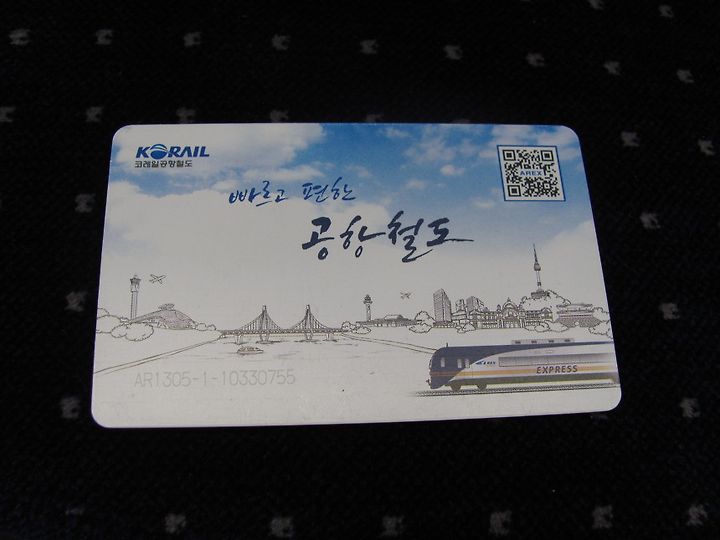 KORAIL
코레일공항철도
AREX
빠르고 편한
공항철도
AREX
EXPRESS
AR1305-1-10330755